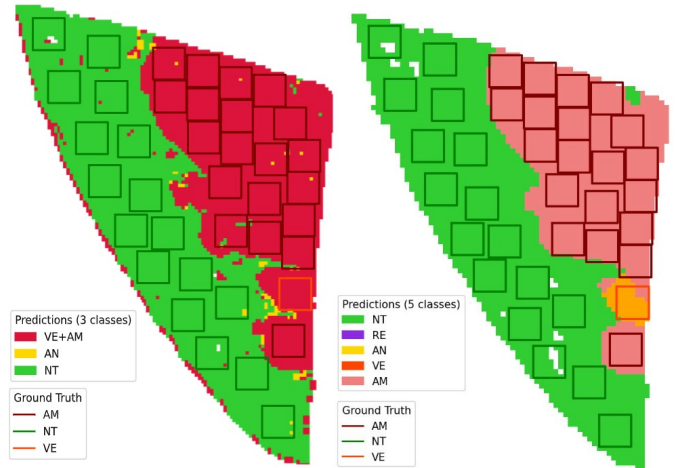 Predictions (3 classes)
VE+AM
AN
NT
Ground Truth
AM
NT
VE
Predictions (5 classes)
NT
RE
AN
VE
AM
Ground Truth
AM
NT
VE